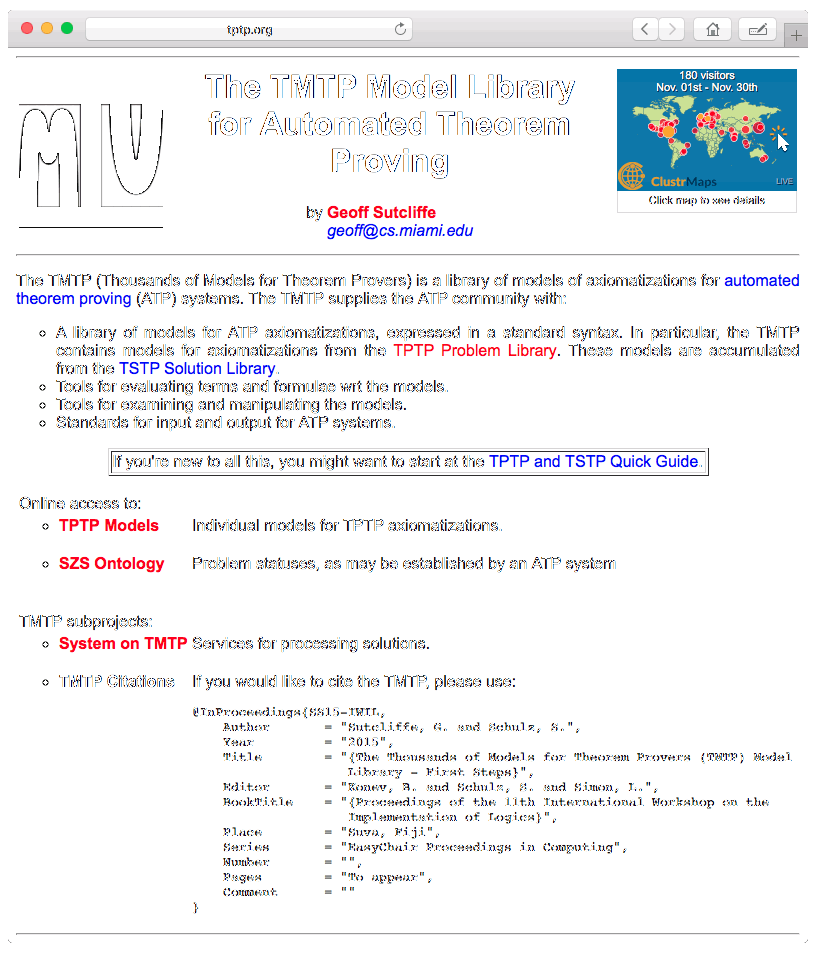 tptp.org
The TMTP Model Library
for Automated Theorem
Proving
by Geoff Sutcliffe
geoff@cs.miami.edu
180 visitors
Nov. 01st - Nov. 30th
ClustrMaps
LIVE
Click map to see details
The TMTP (Thousands of Models for Theorem Provers) is a library of models of axiomatizations for automated
theorem proving (ATP) systems. The TMTP supplies the ATP community with:
A library of models for ATP axiomatizations, expressed in a standard syntax. In particular, the TMTP
contains models for axiomatizations from the TPTP Problem Library. These models are accumulated
from the TSTP Solution Library.
Tools for evaluating terms and formulae wrt the models.
Tools for examining and manipulating the models.
Standards for input and output for ATP systems.
If you're new to all this, you might want to start at the TPTP and TSTP Quick Guide.
Online access to:
TPTP Models Individual models for TPTP axiomatizations.
SZS Ontology Problem statuses, as may be established by an ATP system
TMTP subprojects:
System on TMTP Services for processing solutions.
TMTP Citations If you would like to cite the TMTP, please use:
@InProceedings{SS15-IWIL,
Author = "Sutcliffe, G. and Schulz, S.",
Year = "2015",
Title = "{The Thousands of Models for Theorem Provers (TMTP) Model
Library - First Steps}",
Editor = "Konev, B. and Schulz, S. and Simon, L.",
BookTitle = "{Proceedings of the 11th International Workshop on the
Implementation of Logics}",
Place = "Suva, Fiji",
Series = "EasyChair Proceedings in Computing",
Number = "",
Pages = "To appear",
Comment = ""
}